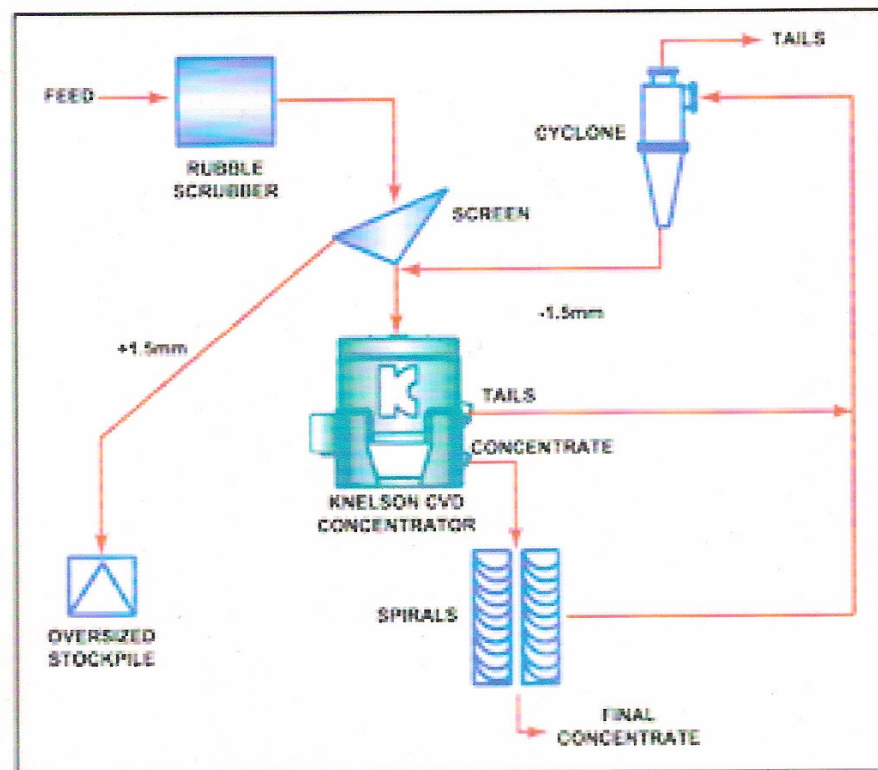 TAILS
FEED
CYCLONE
RUBBLE
SCRUBBER
SCREEN
-1.5mm
+1.5mm
K
TAILS
CONCENTRATE
KNELSON CVD
CONCENTRATOR
SPIRALS
OVERSIZED
STOCKPILE
FINAL
CONCENTRATE